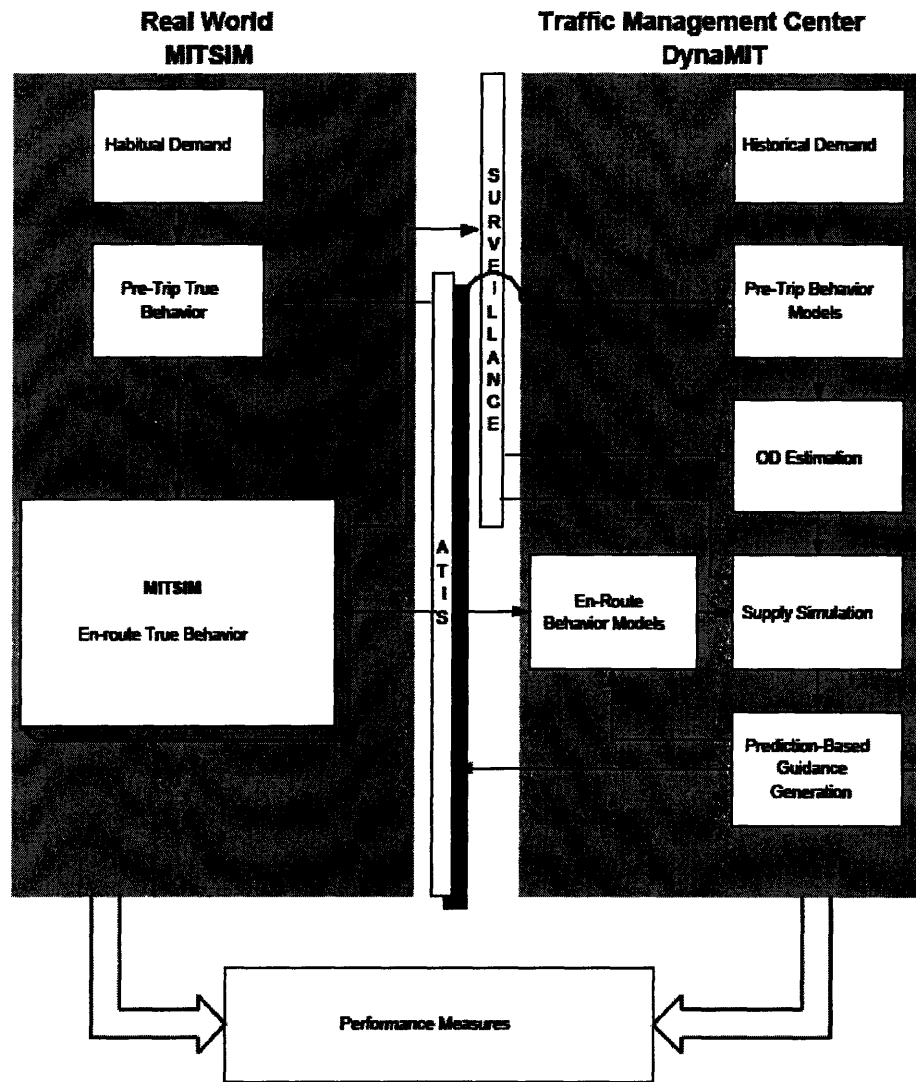 Real World
MITSIM
Traffic Management Center
DynaMIT
Habitual Demand
Historical Demand
SURVEILLANCE
Pre-Trip True
Behavior
Pre-Trip Behavior
Models
OD Estimation
ATIS
MITSIM
En-route True Behavior
En-Route
Behavior Models
Supply Simulation
Prediction-Based
Guidance
Generation
Performance Measures